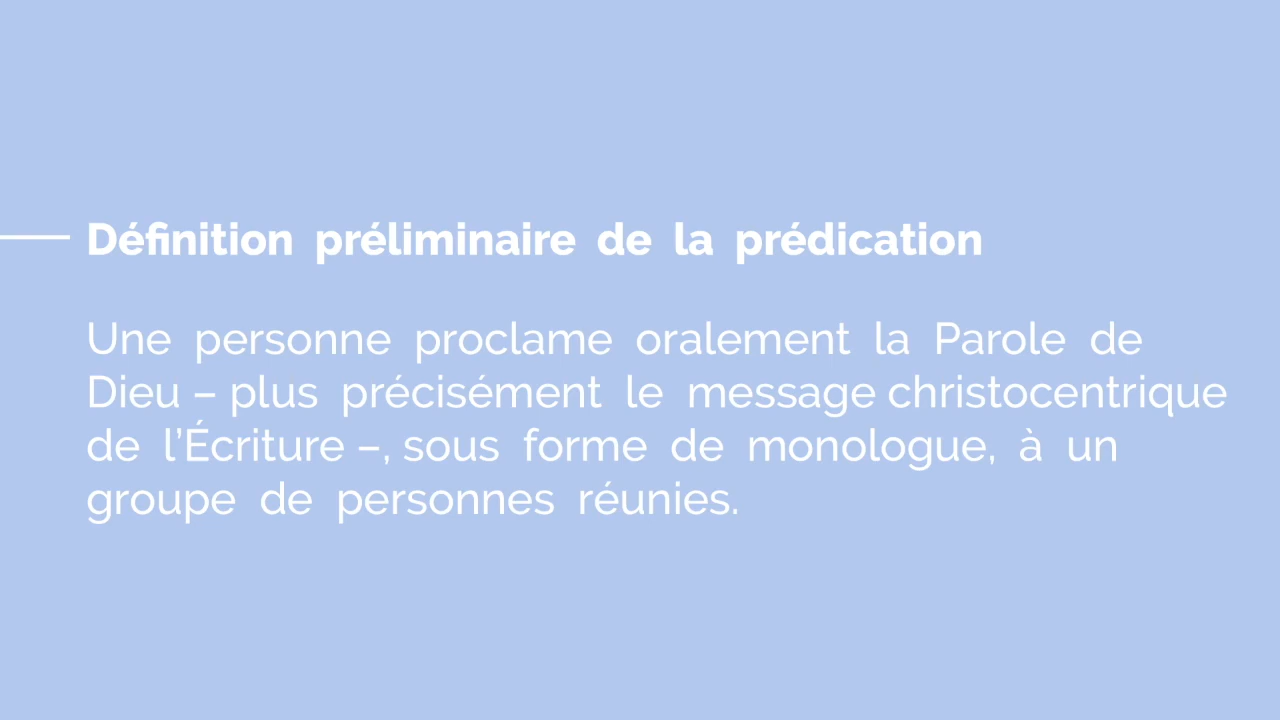 Définition préliminaire de la prédication
Une personne proclame oralement la Parole de
Dieu – plus précisément le message christocentrique
de l’Écriture –, sous forme de monologue, à un
groupe de personnes réunies.